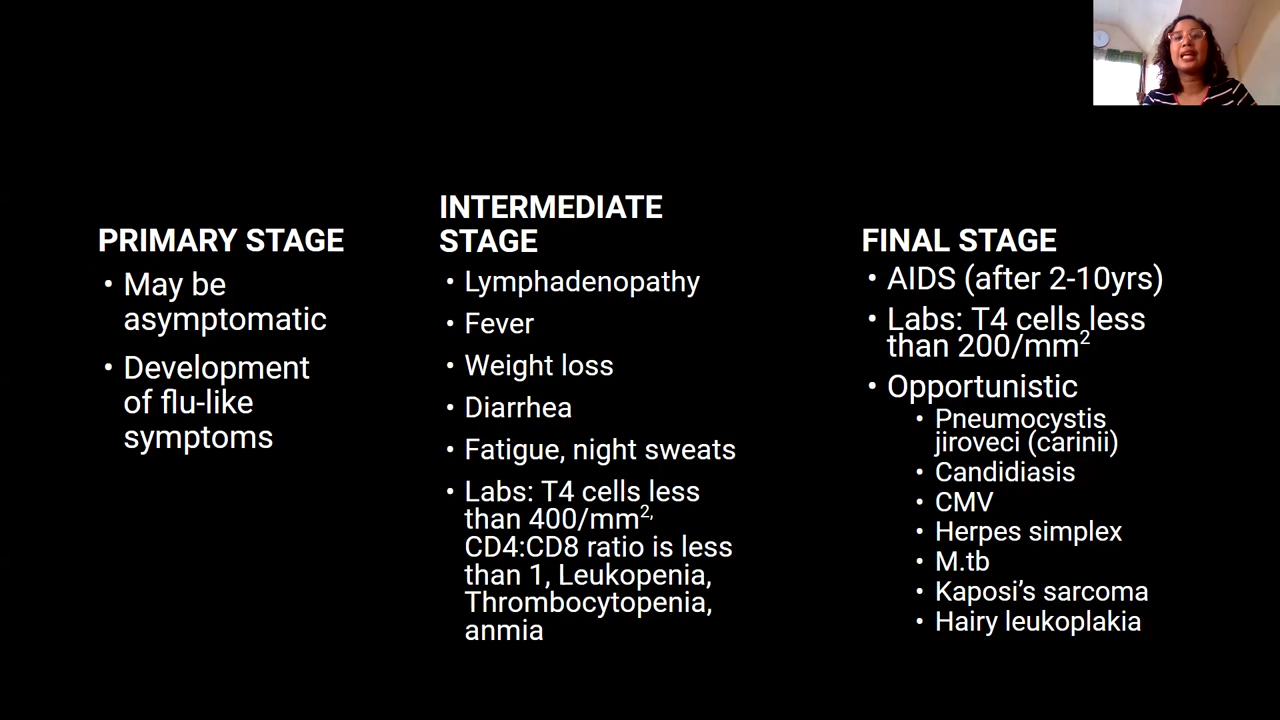 PRIMARY STAGE
• May be
asymptomatic
• Development
of flu-like
symptoms
INTERMEDIATE
STAGE
• Lymphadenopathy
• Fever
• Weight loss
• Diarrhea
• Fatigue, night sweats
• Labs: T4 cells less
than 400/mm²,
CD4:CD8 ratio is less
than 1, Leukopenia,
Thrombocytopenia,
anmia
FINAL STAGE
• AIDS (after 2-10yrs)
• Labs: T4 cells less
than 200/mm²
• Opportunistic
• Pneumocystis
jiroveci (carinii)
• Candidiasis
• CMV
• Herpes simplex
• M.tb
• Kaposi’s sarcoma
• Hairy leukoplakia